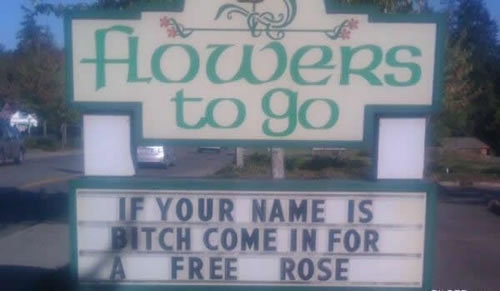 Flowers
to go
IF YOUR NAME IS
BITCH COME IN FOR
A FREE ROSE